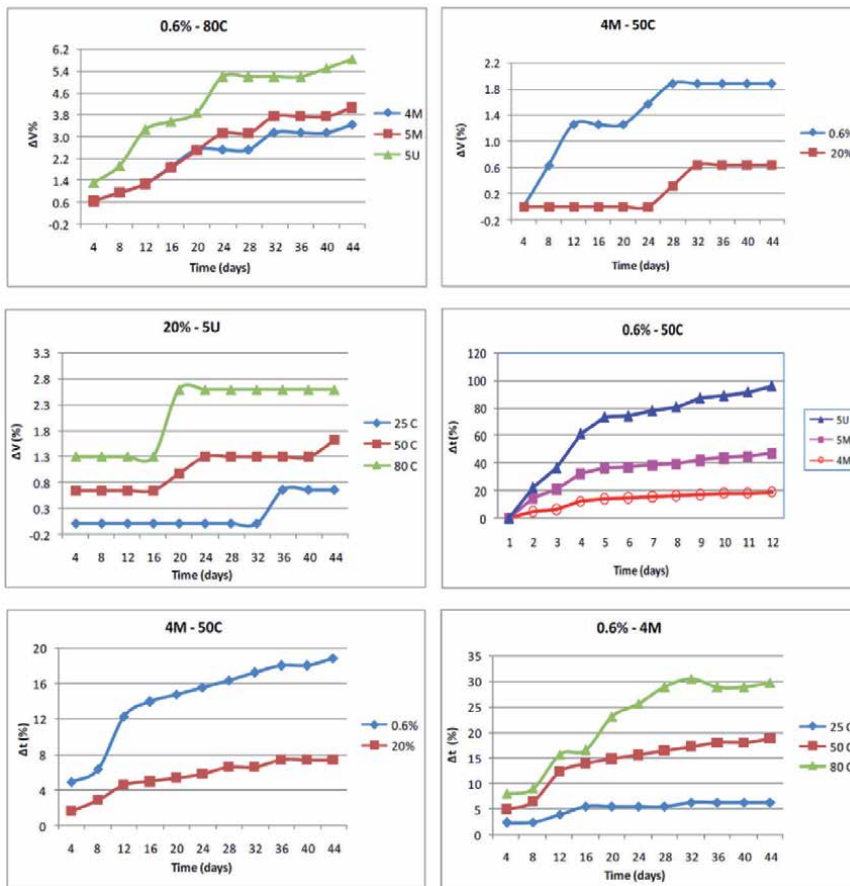 0.6% - 80C
ΔV%
6.2
5.4
4.6
3.8
3.0
2.2
1.4
0.6
-0.2
4 8 12 16 20 24 28 32 36 40 44
Time (days)
4M
5M
5U
4M - 50C
ΔV (%)
2.2
1.8
1.4
1.0
0.6
0.2
-0.2
4 8 12 16 20 24 28 32 36 40 44
Time (days)
0.6%
20%
20% - 5U
ΔV (%)
3.3
2.8
2.3
1.8
1.3
0.8
0.3
-0.2
4 8 12 16 20 24 28 32 36 40 44
Time (days)
25 C
50 C
80 C
0.6% - 50C
Δt(%)
120
100
80
60
40
20
0
1 2 3 4 5 6 7 8 9 10 11 12
Time (days)
5U
5M
4M
4M - 50C
Δt (%)
20
16
12
8
4
0
4 8 12 16 20 24 28 32 36 40 44
Time (days)
0.6%
20%
0.6% - 4M
Δt (%)
35
30
25
20
15
10
5
0
4 8 12 16 20 24 28 32 36 40 44
Time (days)
25 C
50 C
80 C